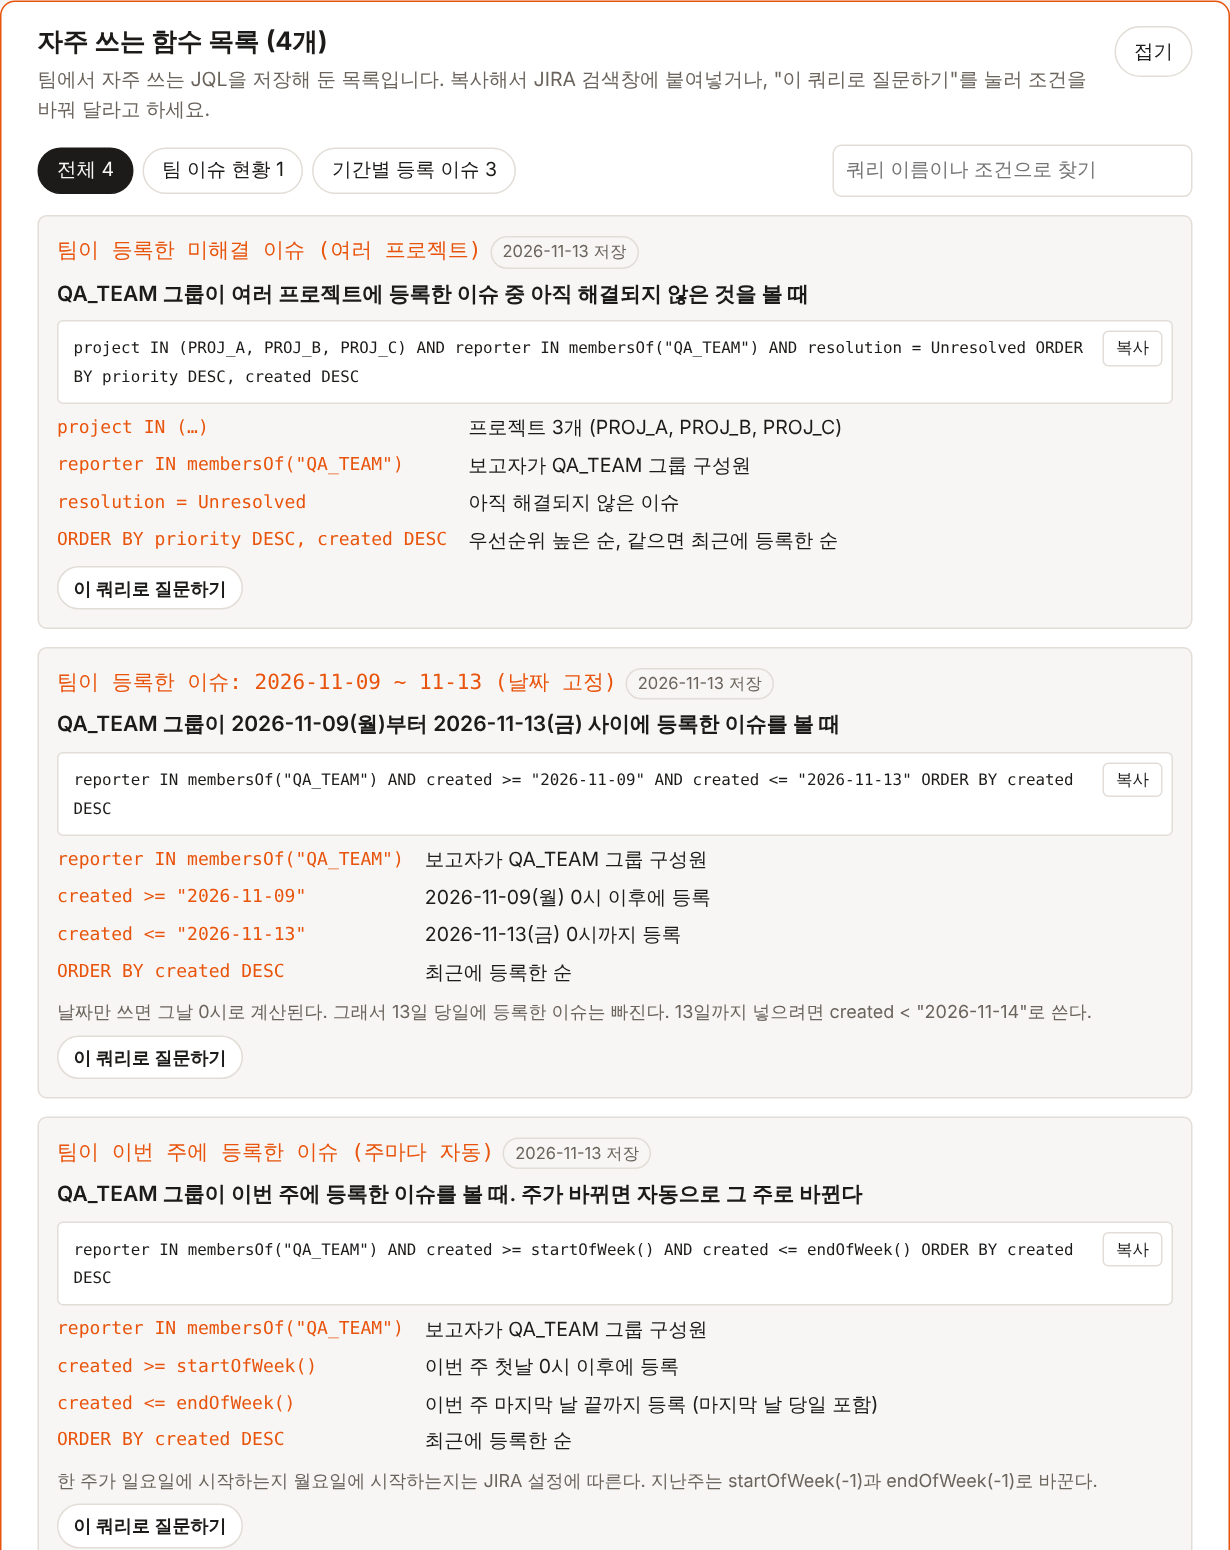 자주 쓰는 함수 목록 (4개)
접기
팀에서 자주 쓰는 JQL을 저장해 둔 목록입니다. 복사해서 JIRA 검색창에 붙여넣거나, "이 쿼리로 질문하기"를 눌러 조건을
바꿔 달라고 하세요.
전체 4
팀 이슈 현황 1
기간별 등록 이슈 3
쿼리 이름이나 조건으로 찾기
팀이 등록한 미해결 이슈 (여러 프로젝트)
2026-11-13 저장
QA_TEAM 그룹이 여러 프로젝트에 등록한 이슈 중 아직 해결되지 않은 것을 볼 때
project IN (PROJ_A, PROJ_B, PROJ_C) AND reporter IN membersOf("QA_TEAM") AND resolution = Unresolved ORDER
BY priority DESC, created DESC
복사
project IN (…)
프로젝트 3개 (PROJ_A, PROJ_B, PROJ_C)
reporter IN membersOf("QA_TEAM")
보고자가 QA_TEAM 그룹 구성원
resolution = Unresolved
아직 해결되지 않은 이슈
ORDER BY priority DESC, created DESC
우선순위 높은 순, 같으면 최근에 등록한 순
이 쿼리로 질문하기
팀이 등록한 이슈: 2026-11-09 ~ 11-13 (날짜 고정)
2026-11-13 저장
QA_TEAM 그룹이 2026-11-09(월)부터 2026-11-13(금) 사이에 등록한 이슈를 볼 때
reporter IN membersOf("QA_TEAM") AND created >= "2026-11-09" AND created <= "2026-11-13" ORDER BY created
DESC
복사
reporter IN membersOf("QA_TEAM")
보고자가 QA_TEAM 그룹 구성원
created >= "2026-11-09"
2026-11-09(월) 0시 이후에 등록
created <= "2026-11-13"
2026-11-13(금) 0시까지 등록
ORDER BY created DESC
최근에 등록한 순
날짜만 쓰면 그날 0시로 계산된다. 그래서 13일 당일에 등록한 이슈는 빠진다. 13일까지 넣으려면 created < "2026-11-14"로 쓴다.
이 쿼리로 질문하기
팀이 이번 주에 등록한 이슈 (주마다 자동)
2026-11-13 저장
QA_TEAM 그룹이 이번 주에 등록한 이슈를 볼 때. 주가 바뀌면 자동으로 그 주로 바뀐다
reporter IN membersOf("QA_TEAM") AND created >= startOfWeek() AND created <= endOfWeek() ORDER BY created
DESC
복사
reporter IN membersOf("QA_TEAM")
보고자가 QA_TEAM 그룹 구성원
created >= startOfWeek()
이번 주 첫날 0시 이후에 등록
created <= endOfWeek()
이번 주 마지막 날 끝까지 등록 (마지막 날 당일 포함)
ORDER BY created DESC
최근에 등록한 순
한 주가 일요일에 시작하는지 월요일에 시작하는지는 JIRA 설정에 따른다. 지난주는 startOfWeek(-1)과 endOfWeek(-1)로 바꾼다.
이 쿼리로 질문하기